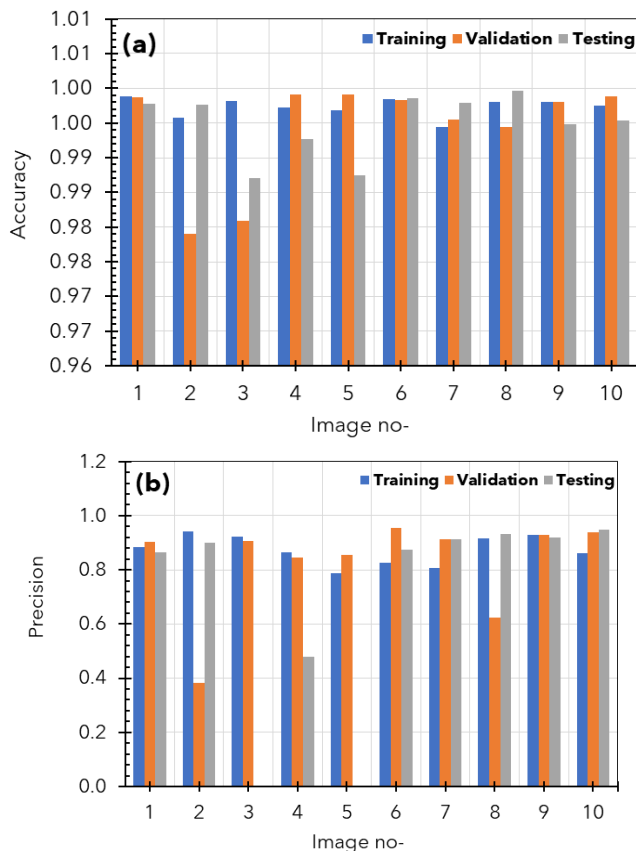 (a)
Training Validation Testing
1.01
1.01
1.00
1.00
0.99
0.99
0.98
0.98
0.97
0.97
0.96
Accuracy
1 2 3 4 5 6 7 8 9 10
Image no-
(b)
Training Validation Testing
1.2
1.0
0.8
0.6
0.4
0.2
0.0
Precision
1 2 3 4 5 6 7 8 9 10
Image no-